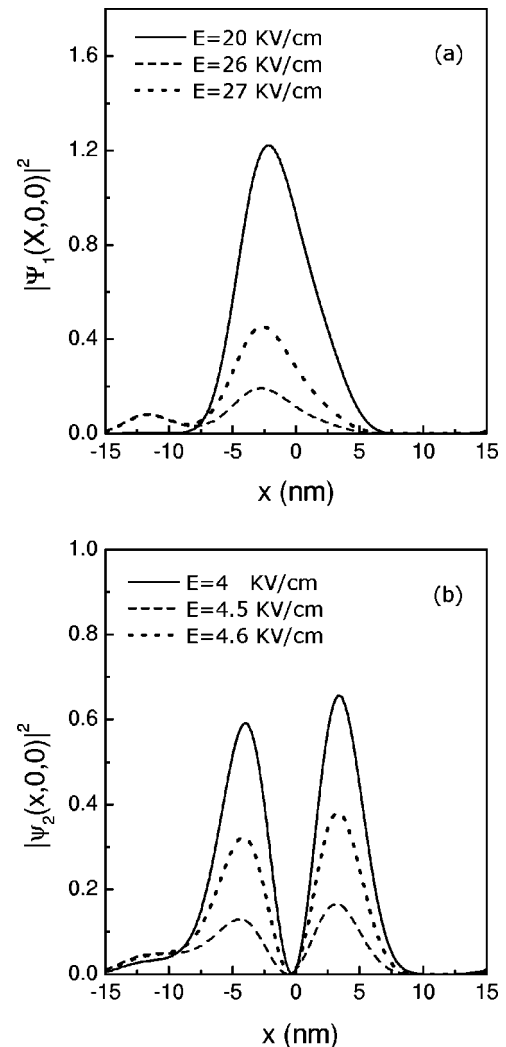 E=20 KV/cm
(a)
E=26 KV/cm
E=27 KV/cm
1.6
1.2
0.8
0.4
0.0
|Ψ₁(X,0,0)|²
-15 -10 -5 0 5 10 15
x (nm)
1.0
E=4 KV/cm
(b)
E=4.5 KV/cm
E=4.6 KV/cm
0.8
0.6
0.4
0.2
0.0
|ψ₂(x,0,0)|²
-15 -10 -5 0 5 10 15
x (nm)